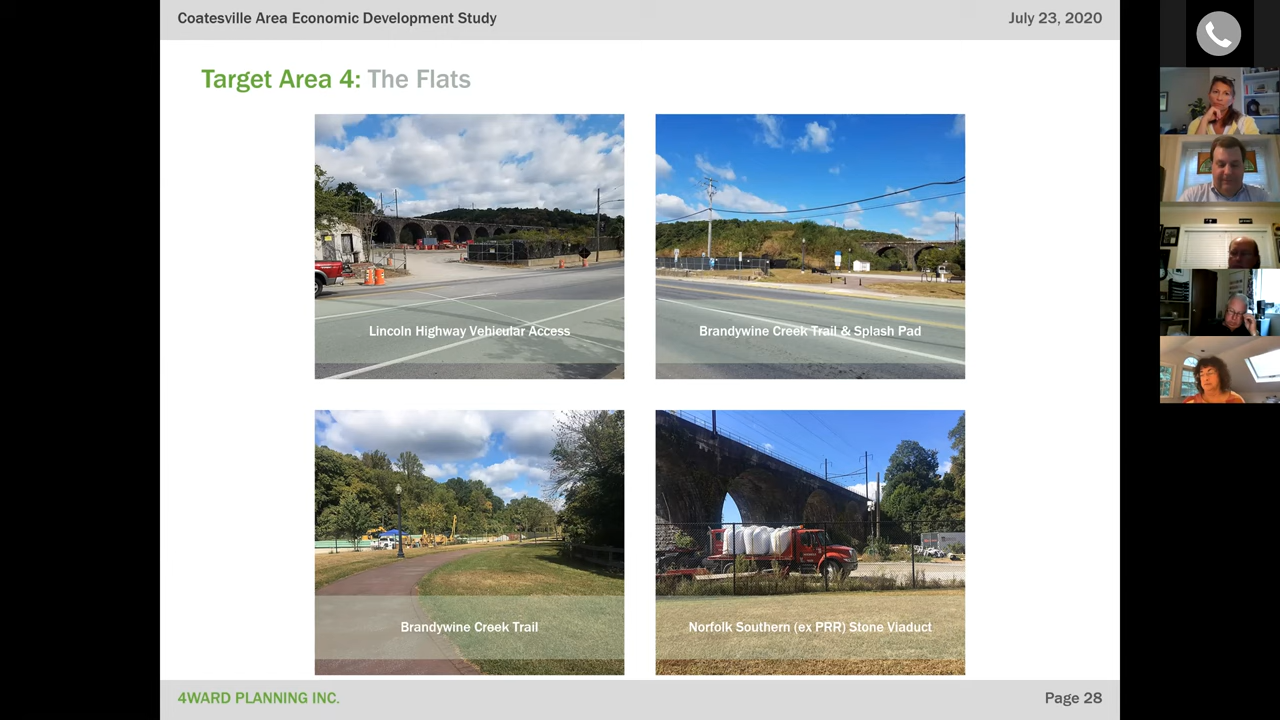 Coatesville Area Economic Development Study
July 23, 2020
Target Area 4: The Flats
Lincoln Highway Vehicular Access
Brandywine Creek Trail & Splash Pad
Brandywine Creek Trail
Norfolk Southern (ex PRR) Stone Viaduct
4WARD PLANNING INC.
Page 28